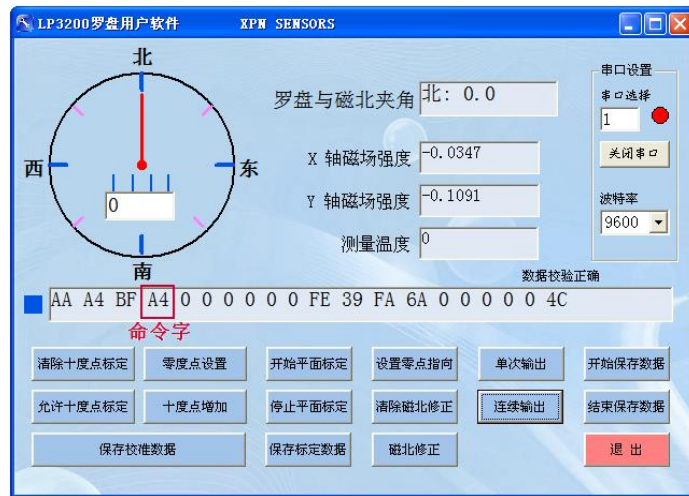 LP3200罗盘用户软件 XPN SENSORS
北
西
东
南
0
罗盘与磁北夹角 北: 0.0
X 轴磁场强度 -0.0347
Y 轴磁场强度 -0.1091
测量温度 0
串口设置
串口选择
1
关闭串口
波特率
9600
数据校验正确
AA A4 BF A4 0 0 0 0 0 0 FE 39 FA 6A 0 0 0 0 0 4C
命令字
清除十度点标定 零度点设置 开始平面标定 设置零点指向 单次输出 开始保存数据
允许十度点标定 十度点增加 停止平面标定 清除磁北修正 连续输出 结束保存数据
保存校准数据 保存标定数据 磁北修正 退 出